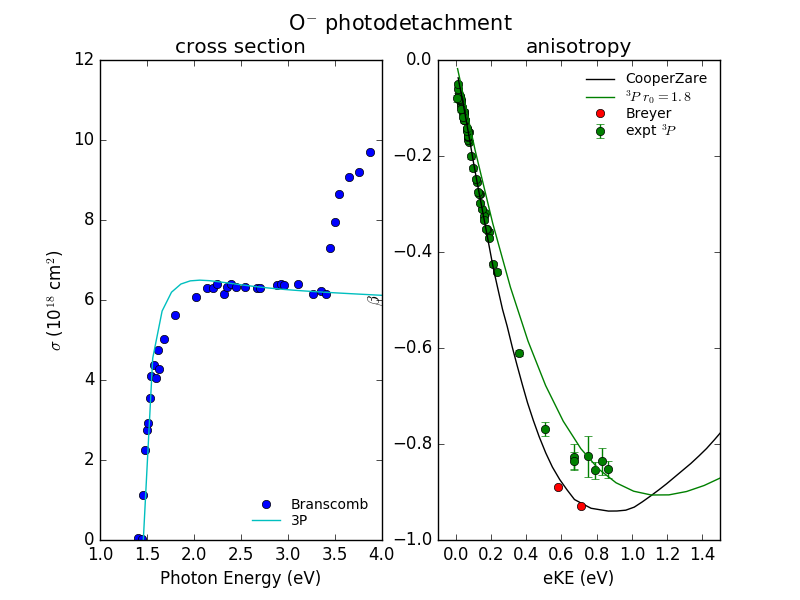 O⁻ photodetachment
cross section
12
10
8
6
4
2
0
σ (10¹⁸ cm²)
1.0 1.5 2.0 2.5 3.0 3.5 4.0
Photon Energy (eV)
Branscomb
3P
anisotropy
0.0
−0.2
−0.4
−0.6
−0.8
−1.0
β
0.0 0.2 0.4 0.6 0.8 1.0 1.2 1.4
eKE (eV)
CooperZare
³P r₀ = 1.8
Breyer
expt ³P